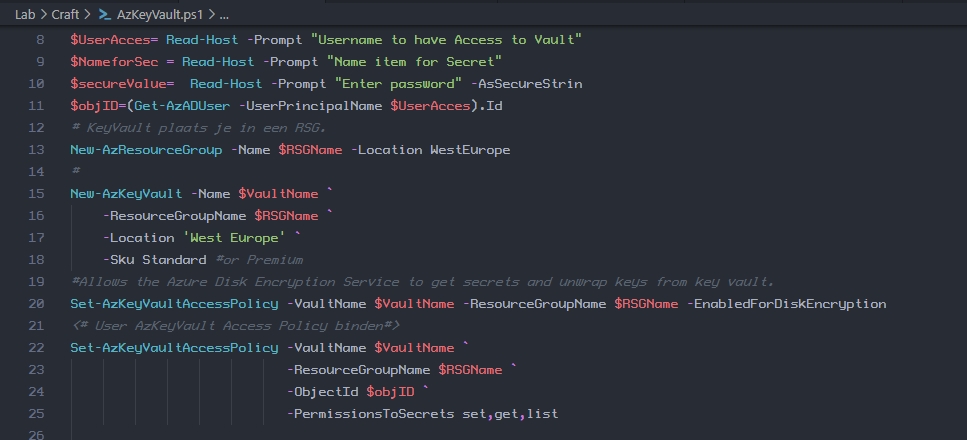 Lab > Craft > AzKeyVault.ps1 > ...
8 $UserAcces= Read-Host -Prompt "Username to have Access to Vault"
9 $NameforSec = Read-Host -Prompt "Name item for Secret"
10 $secureValue=  Read-Host -Prompt "Enter password" -AsSecureStrin
11 $objID=(Get-AzADUser -UserPrincipalName $UserAcces).Id
12 # KeyVault plaats je in een RSG.
13 New-AzResourceGroup -Name $RSGName -Location WestEurope
14 #
15 New-AzKeyVault -Name $VaultName `
16     -ResourceGroupName $RSGName `
17     -Location 'West Europe' `
18     -Sku Standard #or Premium
19 #Allows the Azure Disk Encryption Service to get secrets and unwrap keys from key vault.
20 Set-AzKeyVaultAccessPolicy -VaultName $VaultName -ResourceGroupName $RSGName -EnabledForDiskEncryption
21 <# User AzKeyVault Access Policy binden#>
22 Set-AzKeyVaultAccessPolicy -VaultName $VaultName `
23                            -ResourceGroupName $RSGName `
24                            -ObjectId $objID `
25                            -PermissionsToSecrets set,get,list
26